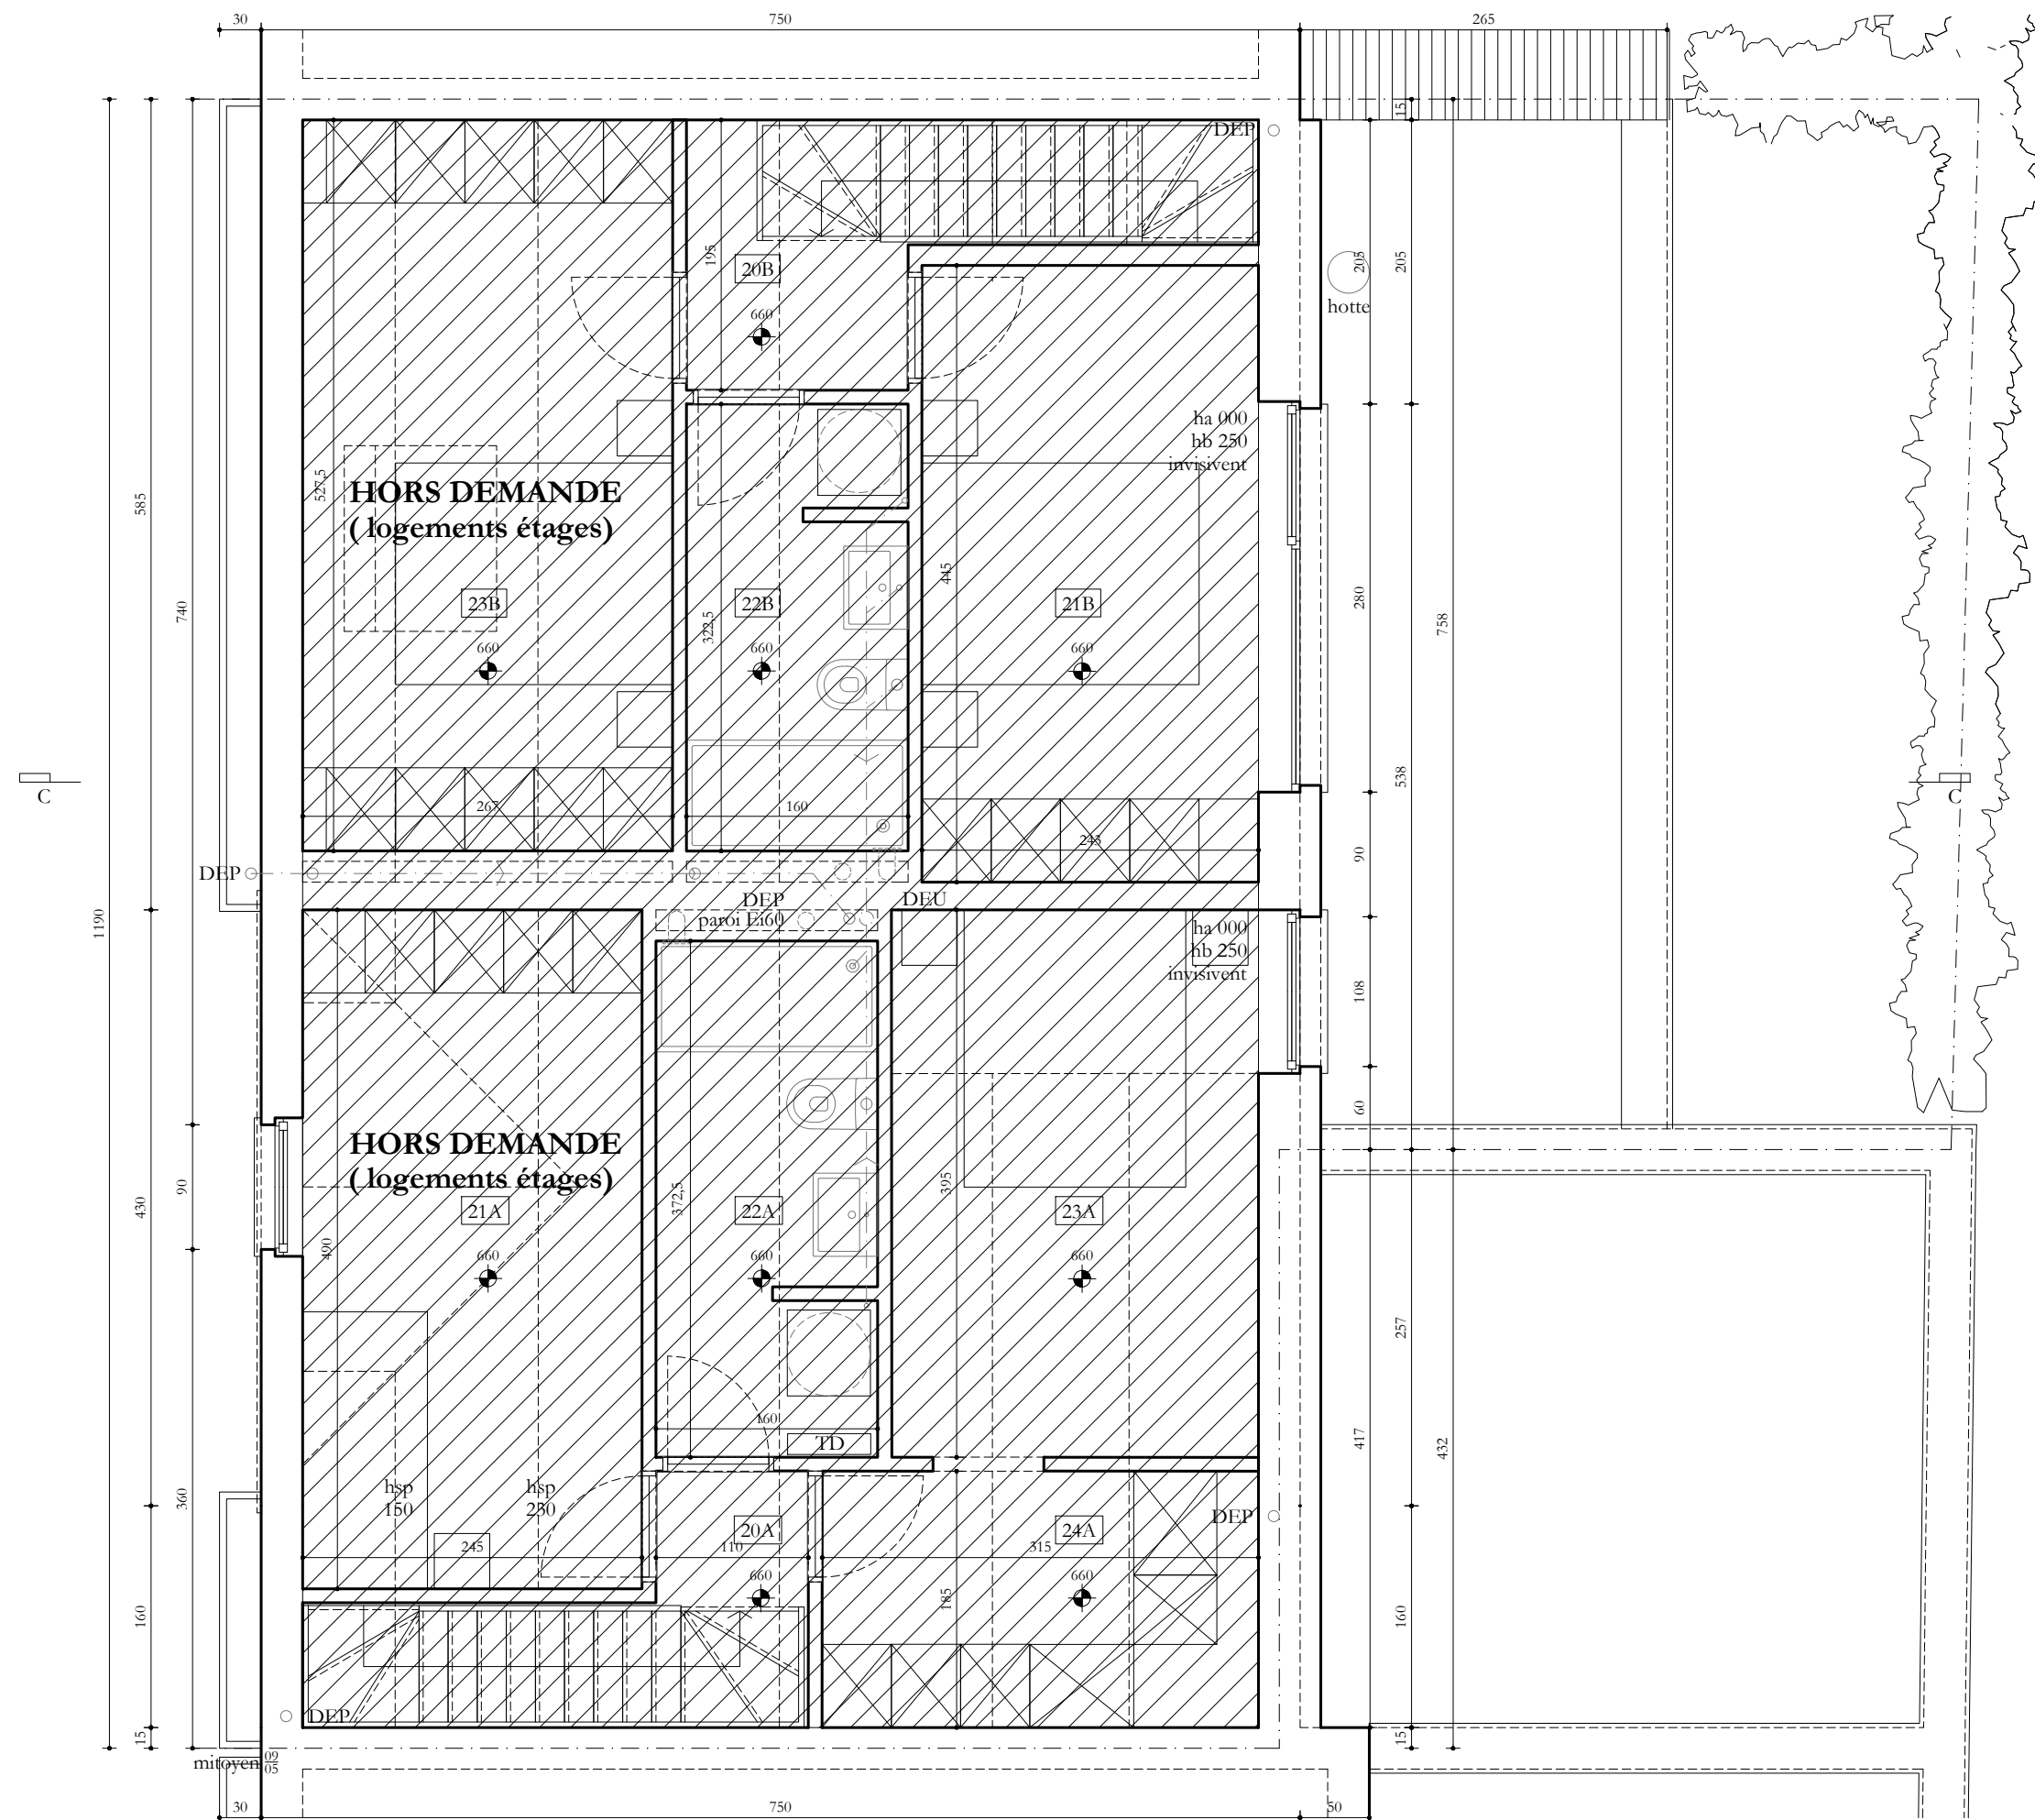 30
750
265
15
DEP
195
20B
205
205
hotte
660
ha 000
hb 250
invisivent
527,5
HORS DEMANDE
( logements étages)
585
445
23B
22B
21B
280
740
322,5
758
660
660
660
C
538
C
267
160
243
90
DEP
DEP
DEU
paroi Ei60
ha 000
hb 250
invisivent
1190
108
60
HORS DEMANDE
( logements étages)
90
430
372,5
395
21A
22A
23A
490
660
660
660
257
160
TD
417
432
360
hsp
150
hsp
250
20A
24A
DEP
245
110
315
660
660
185
160
160
DEP
15
15
mitoyen 09
05
30
750
50